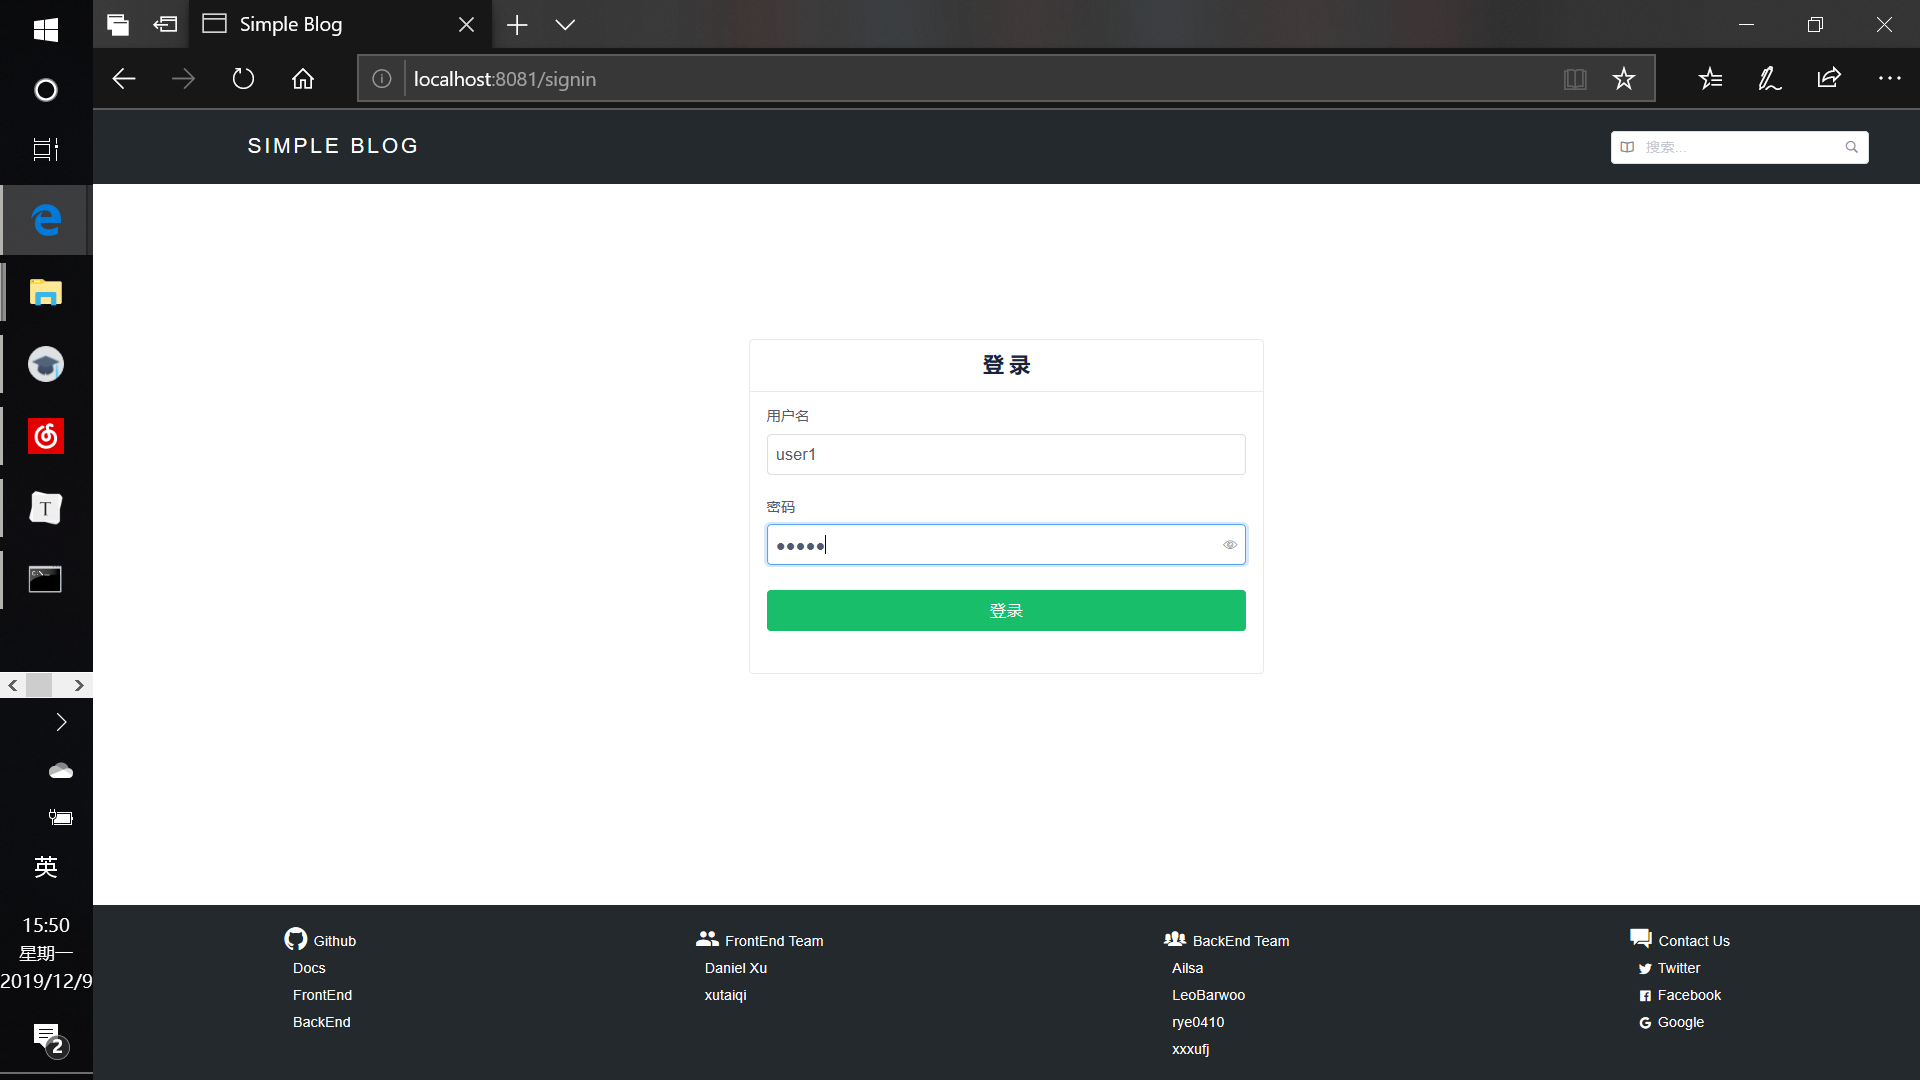 Simple Blog
localhost:8081/signin
SIMPLE BLOG
搜索...
登 录
用户名
user1
密码
●●●●●
登录
Github
Docs
FrontEnd
BackEnd
FrontEnd Team
Daniel Xu
xutaiqi
BackEnd Team
Ailsa
LeoBarwoo
rye0410
xxxufj
Contact Us
Twitter
Facebook
Google
T
英
15:50
星期一
2019/12/9
2